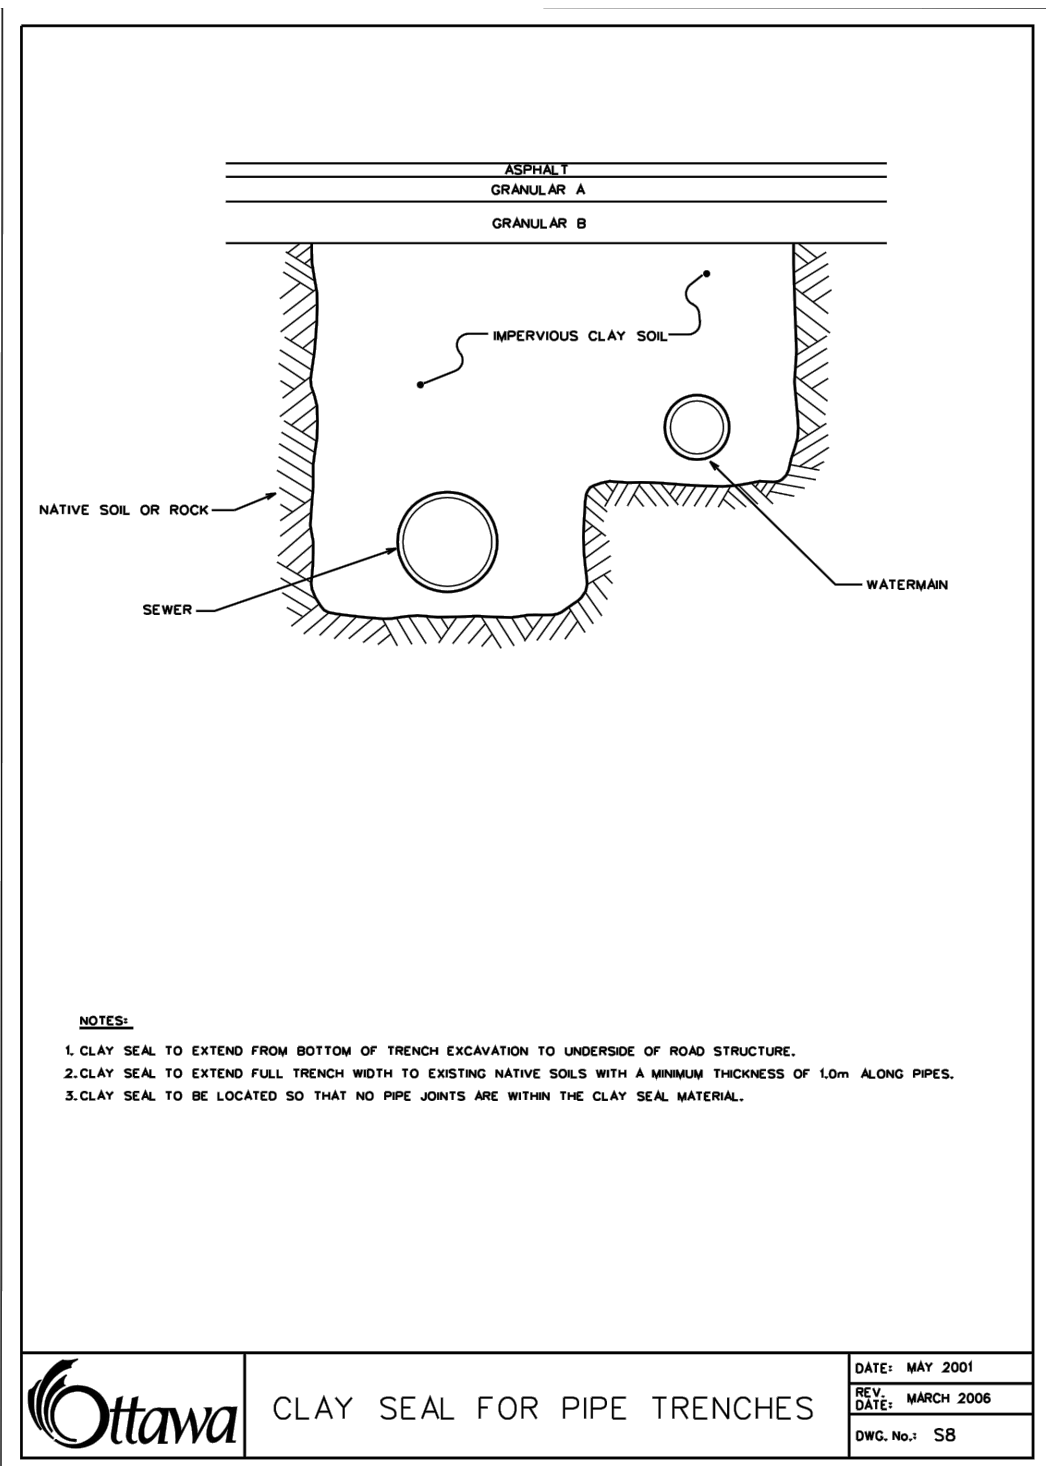 ASPHALT
GRANULAR A
GRANULAR B
IMPERVIOUS CLAY SOIL
NATIVE SOIL OR ROCK
SEWER
WATERMAIN
NOTES:
1. CLAY SEAL TO EXTEND FROM BOTTOM OF TRENCH EXCAVATION TO UNDERSIDE OF ROAD STRUCTURE.
2. CLAY SEAL TO EXTEND FULL TRENCH WIDTH TO EXISTING NATIVE SOILS WITH A MINIMUM THICKNESS OF 1.0m ALONG PIPES.
3. CLAY SEAL TO BE LOCATED SO THAT NO PIPE JOINTS ARE WITHIN THE CLAY SEAL MATERIAL.
Ottawa
CLAY SEAL FOR PIPE TRENCHES
DATE: MAY 2001
REV. DATE: MARCH 2006
DWG. No.: S8